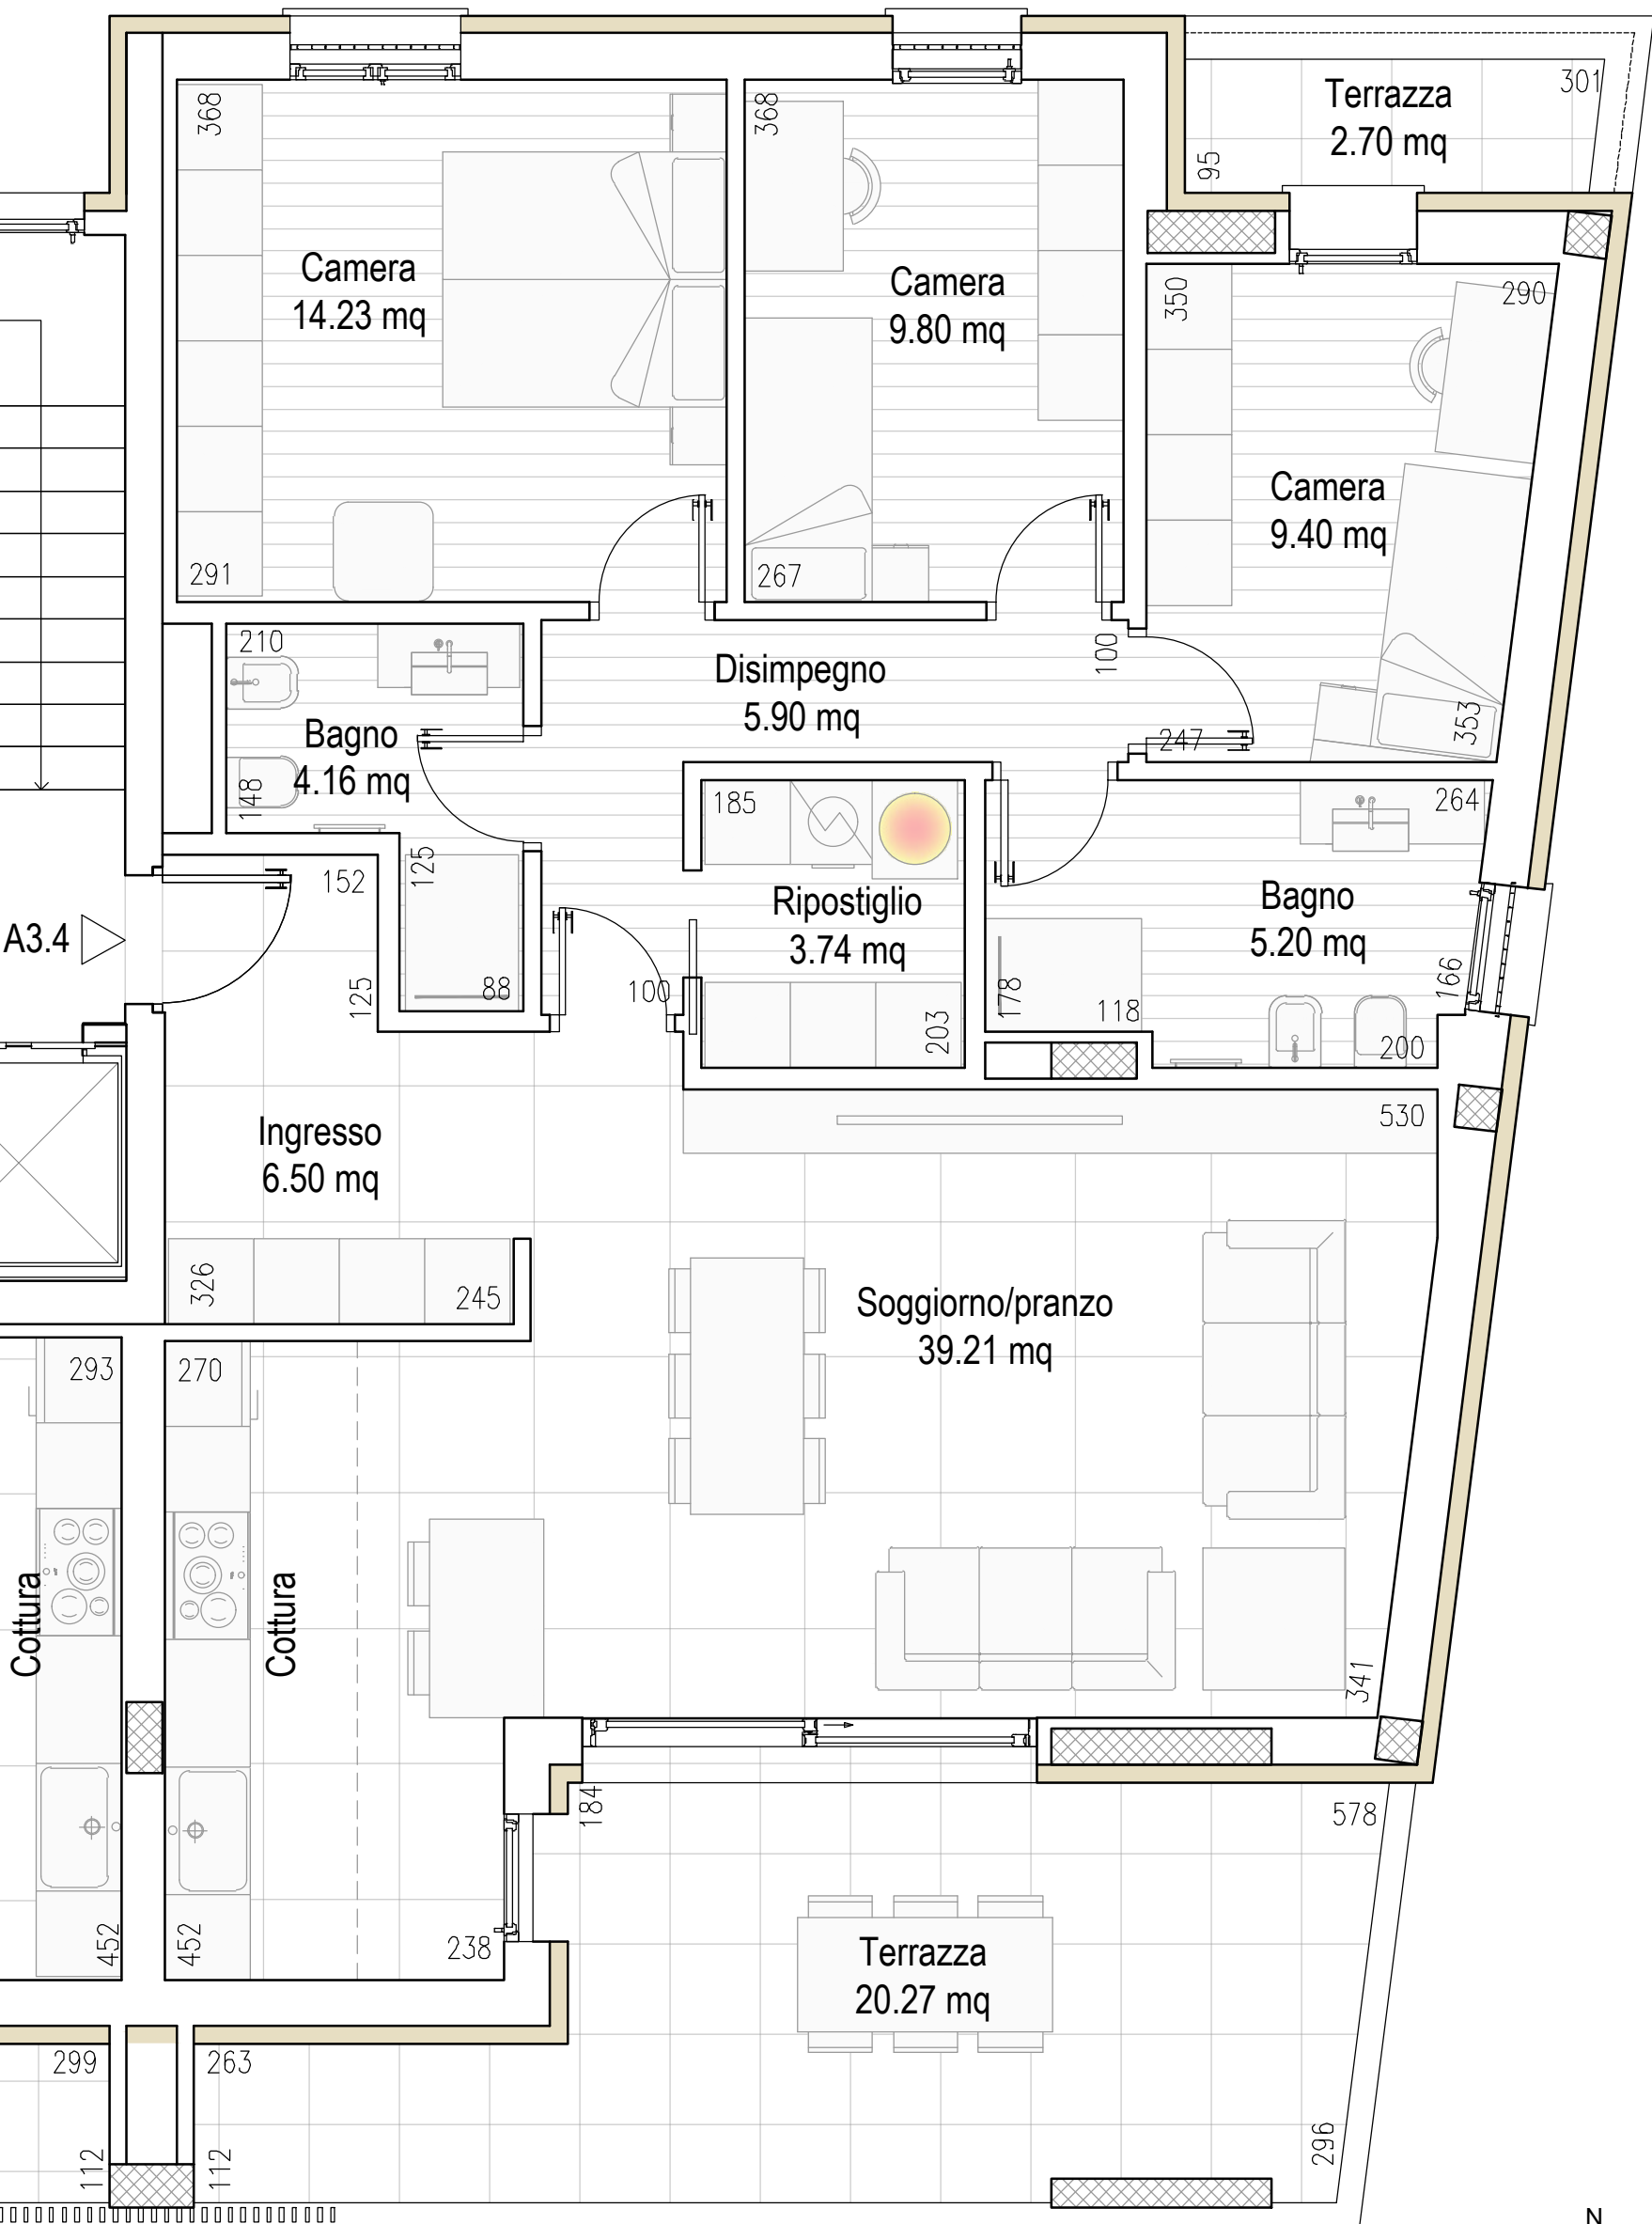 301
Terrazza
2.70 mq
95
368
368
Camera
14.23 mq
Camera
9.80 mq
350
290
Camera
9.40 mq
291
267
210
100
Disimpegno
5.90 mq
Bagno
4.16 mq
148
353
247
185
264
125
152
Ripostiglio
3.74 mq
Bagno
5.20 mq
A3.4
125
88
100
203
178
118
166
200
Ingresso
6.50 mq
530
326
245
Soggiorno/pranzo
39.21 mq
293
270
Cottura
Cottura
341
184
578
452
452
238
Terrazza
20.27 mq
299
263
112
112
296
N